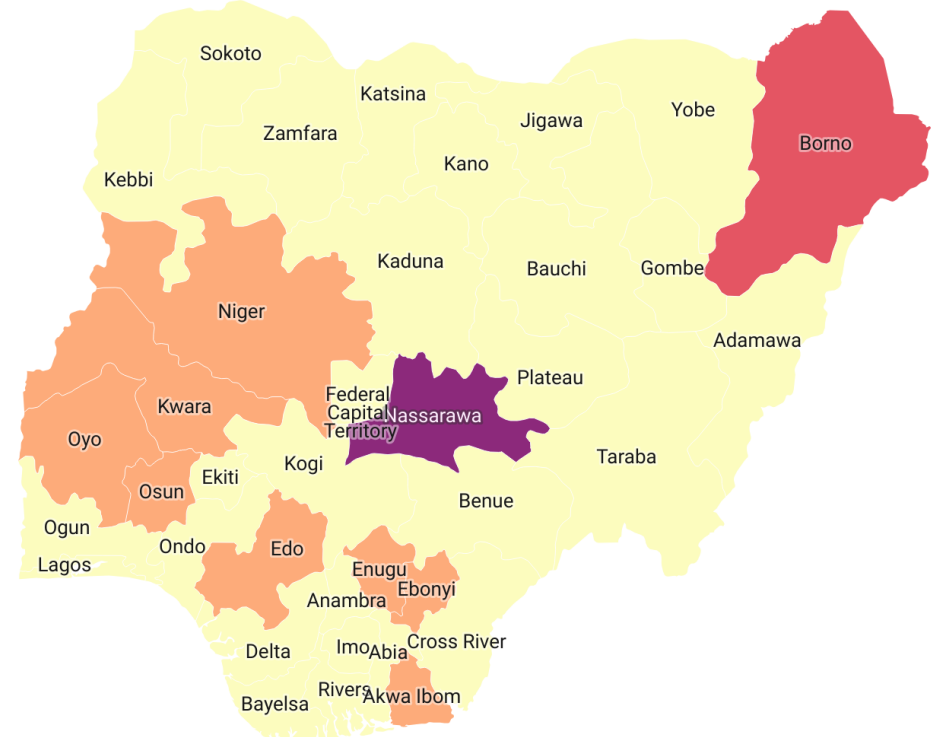 Sokoto
Katsina
Yobe
Jigawa
Zamfara
Borno
Kano
Kebbi
Kaduna
Bauchi
Gombe
Niger
Adamawa
Plateau
Federal
Capital
Territory
Nassarawa
Kwara
Oyo
Taraba
Kogi
Ekiti
Osun
Benue
Ogun
Ondo
Edo
Lagos
Enugu
Ebonyi
Anambra
Cross River
Imo
Abia
Delta
Rivers
Akwa Ibom
Bayelsa